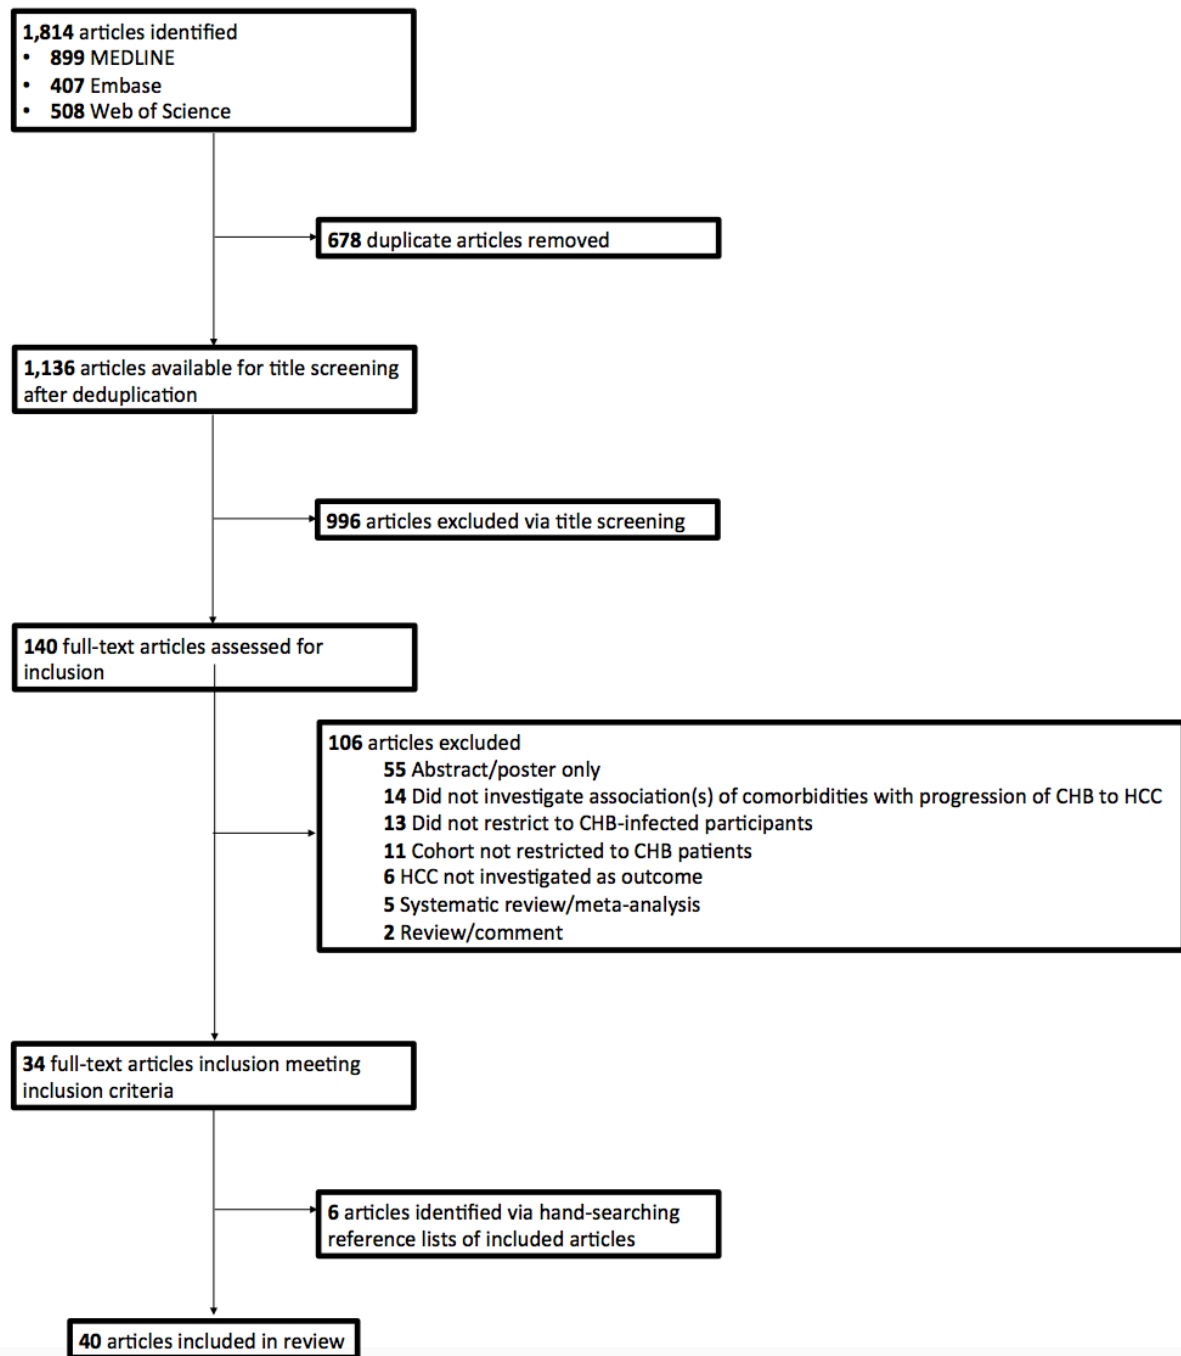 1,814 articles identified
• 899 MEDLINE
• 407 Embase
• 508 Web of Science
678 duplicate articles removed
1,136 articles available for title screening
after deduplication
996 articles excluded via title screening
140 full-text articles assessed for
inclusion
106 articles excluded
55 Abstract/poster only
14 Did not investigate association(s) of comorbidities with progression of CHB to HCC
13 Did not restrict to CHB-infected participants
11 Cohort not restricted to CHB patients
6 HCC not investigated as outcome
5 Systematic review/meta-analysis
2 Review/comment
34 full-text articles inclusion meeting
inclusion criteria
6 articles identified via hand-searching
reference lists of included articles
40 articles included in review